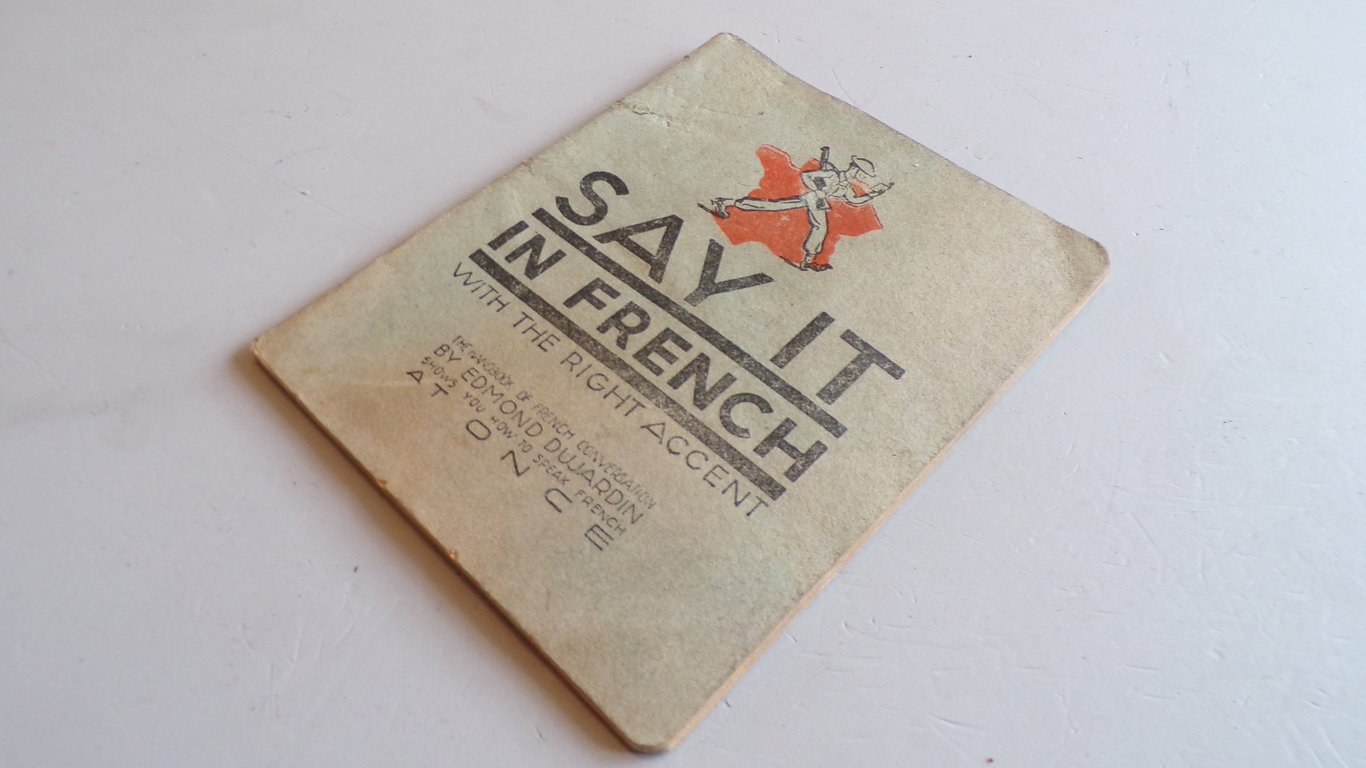 SAY IT
IN FRENCH
WITH THE RIGHT ACCENT
THE HANDBOOK OF FRENCH CONVERSATION
BY EDMOND DUJARDIN
SHOWS YOU HOW TO SPEAK FRENCH
AT ONCE